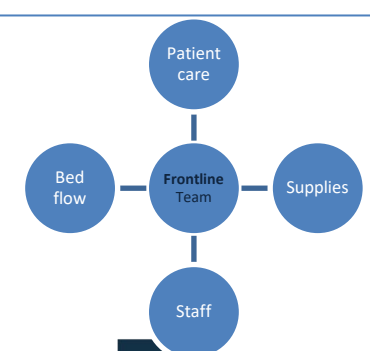 Patient
care
Bed
flow
Frontline
Team
Supplies
Staff